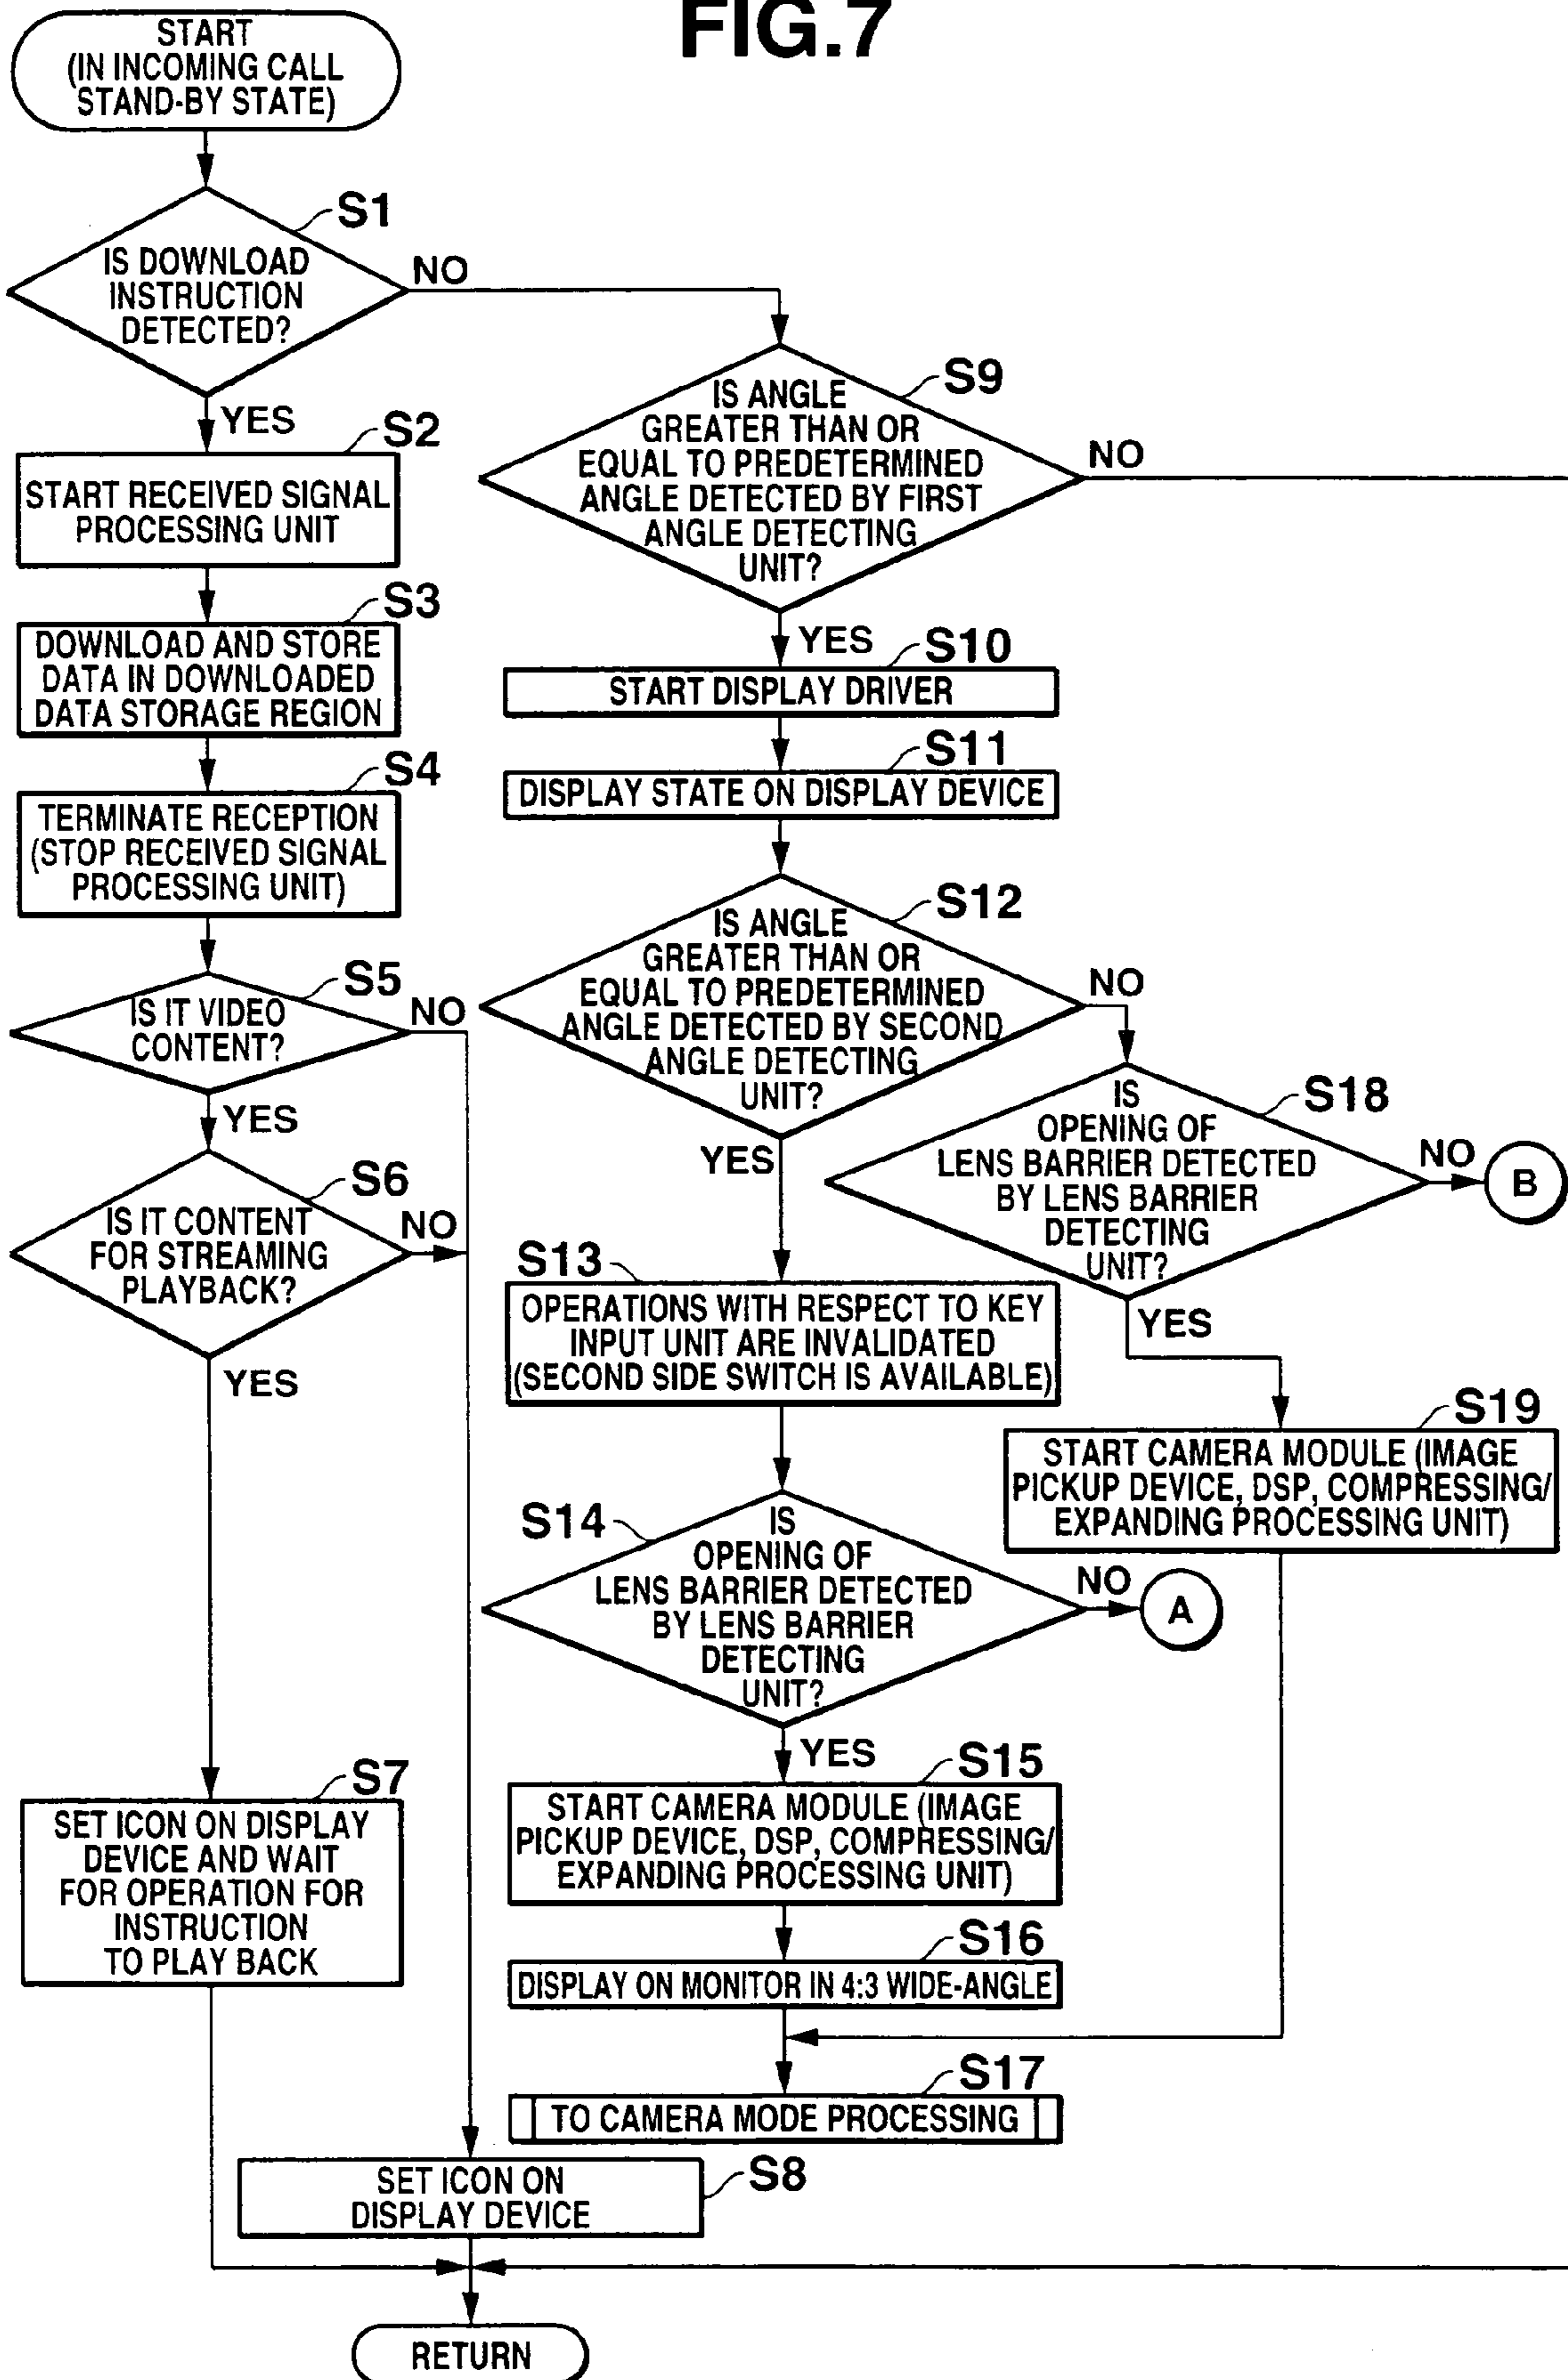 FIG.7
START
(IN INCOMING CALL
STAND-BY STATE)
S1
IS DOWNLOAD
INSTRUCTION
DETECTED?
NO
YES
S2
START RECEIVED SIGNAL
PROCESSING UNIT
S3
DOWNLOAD AND STORE
DATA IN DOWNLOADED
DATA STORAGE REGION
S4
TERMINATE RECEPTION
(STOP RECEIVED SIGNAL
PROCESSING UNIT)
S5
IS IT VIDEO
CONTENT?
NO
YES
S6
IS IT CONTENT
FOR STREAMING
PLAYBACK?
NO
YES
S7
SET ICON ON DISPLAY
DEVICE AND WAIT
FOR OPERATION FOR
INSTRUCTION
TO PLAY BACK
S8
SET ICON ON
DISPLAY DEVICE
RETURN
S9
IS ANGLE
GREATER THAN OR
EQUAL TO PREDETERMINED
ANGLE DETECTED BY FIRST
ANGLE DETECTING
UNIT?
NO
YES
S10
START DISPLAY DRIVER
S11
DISPLAY STATE ON DISPLAY DEVICE
S12
IS ANGLE
GREATER THAN OR
EQUAL TO PREDETERMINED
ANGLE DETECTED BY SECOND
ANGLE DETECTING
UNIT?
NO
YES
S13
OPERATIONS WITH RESPECT TO KEY
INPUT UNIT ARE INVALIDATED
(SECOND SIDE SWITCH IS AVAILABLE)
S14
IS
OPENING OF
LENS BARRIER DETECTED
BY LENS BARRIER
DETECTING
UNIT?
NO
A
YES
S15
START CAMERA MODULE (IMAGE
PICKUP DEVICE, DSP, COMPRESSING/
EXPANDING PROCESSING UNIT)
S16
DISPLAY ON MONITOR IN 4:3 WIDE-ANGLE
S17
TO CAMERA MODE PROCESSING
S18
IS
OPENING OF
LENS BARRIER DETECTED
BY LENS BARRIER
DETECTING
UNIT?
NO
B
YES
S19
START CAMERA MODULE (IMAGE
PICKUP DEVICE, DSP, COMPRESSING/
EXPANDING PROCESSING UNIT)